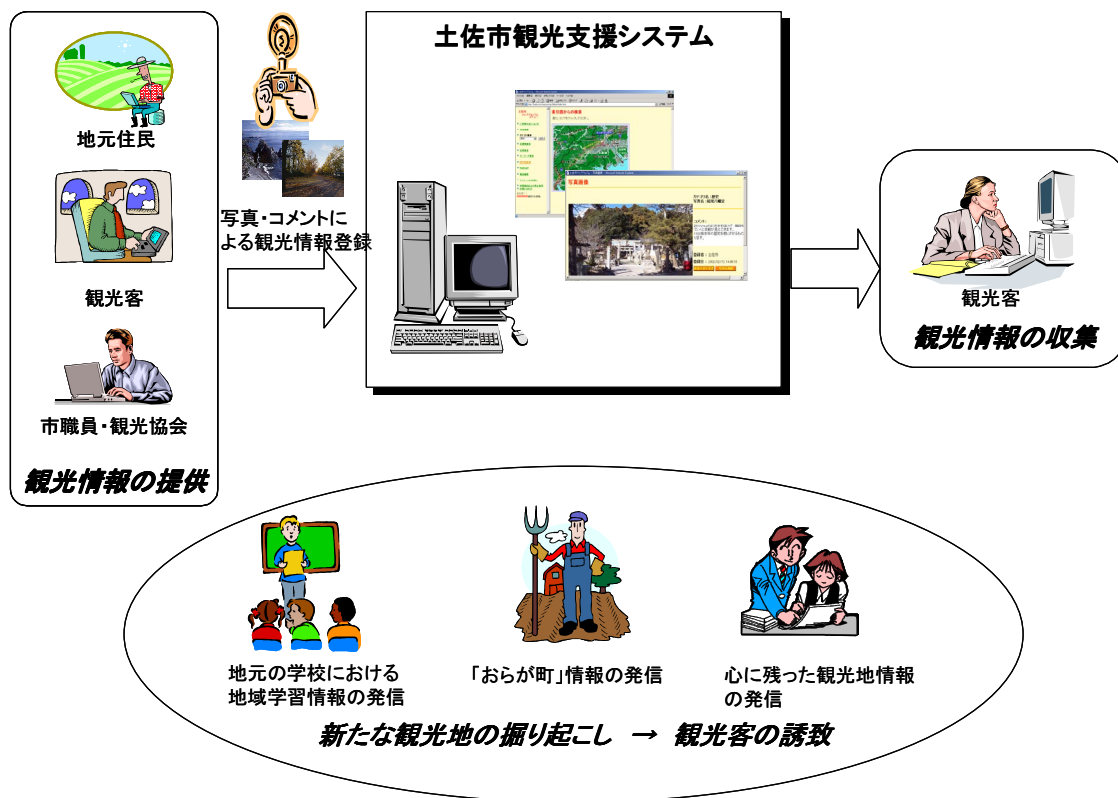 土佐市観光支援システム
地元住民
観光客
市職員・観光協会
観光情報の提供
写真・コメントに
よる観光情報登録
写真画像
観光客
観光情報の収集
地元の学校における
地域学習情報の発信
「おらが町」情報の発信
心に残った観光地情報
の発信
新たな観光地の掘り起こし → 観光客の誘致